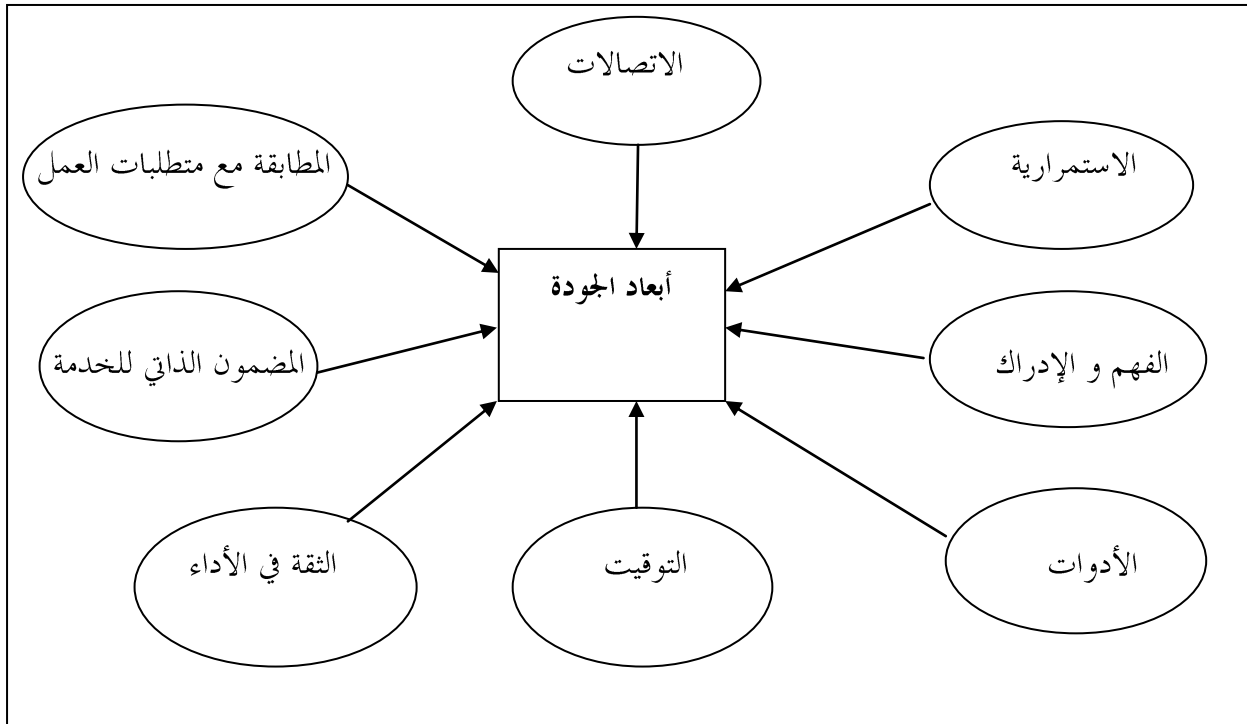 الاتصالات
الاستمرارية
المطابقة مع متطلبات العمل
أبعاد الجودة
الفهم و الإدراك
المضمون الذاتي للخدمة
الأدوات
التوقيت
الثقة في الأداء